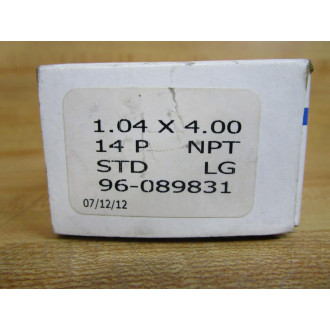 1.04 X 4.00
14 P NPT
STD LG
96-089831
07/12/12